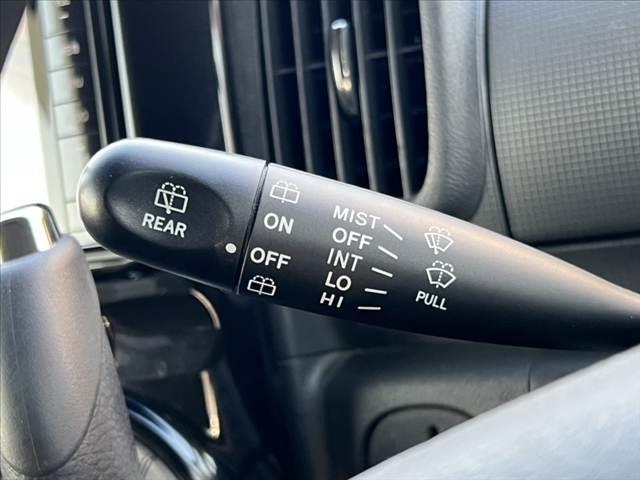 REAR
ON
OFF
MIST
OFF
INT
LO
HI
PULL